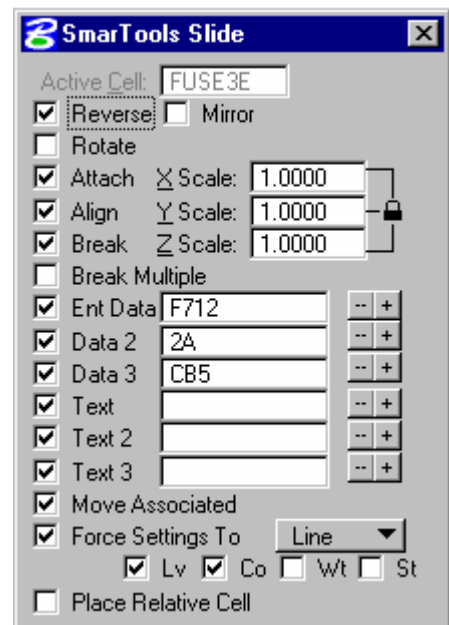 SmarTools Slide
Active Cell: FUSE3E
Reverse Mirror
Rotate
Attach X Scale: 1.0000
Align Y Scale: 1.0000
Break Z Scale: 1.0000
Break Multiple
Ent Data F712 -- +
Data 2 2A -- +
Data 3 CB5 -- +
Text -- +
Text 2 -- +
Text 3 -- +
Move Associated
Force Settings To Line
Lv Co Wt St
Place Relative Cell